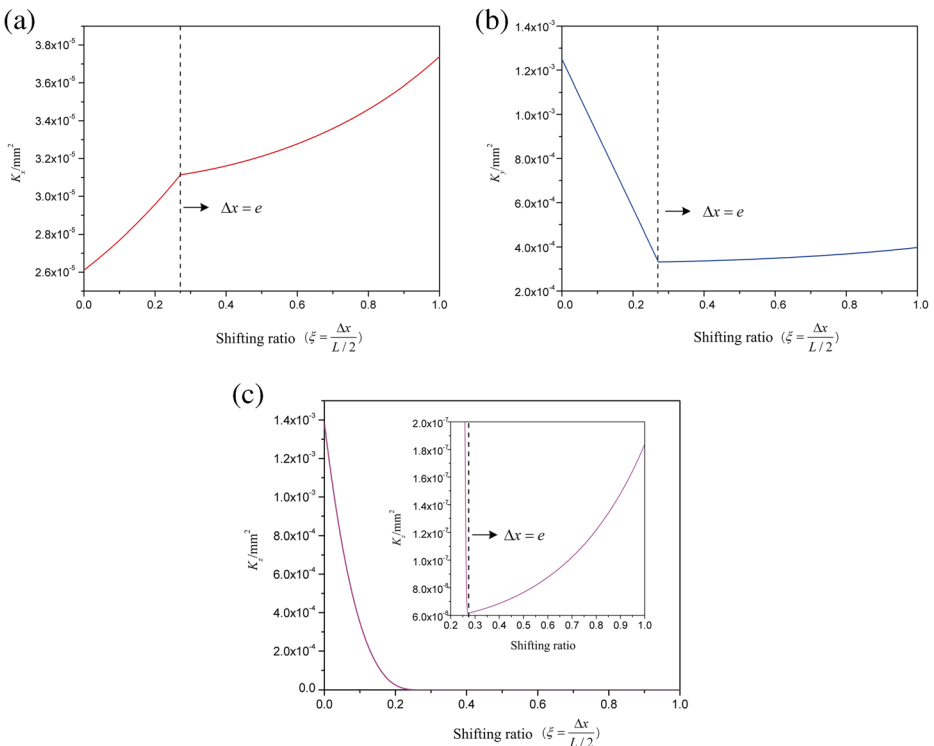 (a)
3.8x10⁻⁵
3.6x10⁻⁵
3.4x10⁻⁵
3.2x10⁻⁵
3.0x10⁻⁵
2.8x10⁻⁵
2.6x10⁻⁵
Kₓ/mm²
Δx = e
0.0 0.2 0.4 0.6 0.8 1.0
Shifting ratio (ξ = Δx / L/2)
(b)
1.4x10⁻³
1.2x10⁻³
1.0x10⁻³
8.0x10⁻⁴
6.0x10⁻⁴
4.0x10⁻⁴
2.0x10⁻⁴
K_y/mm²
Δx = e
0.0 0.2 0.4 0.6 0.8 1.0
Shifting ratio (ξ = Δx / L/2)
(c)
1.4x10⁻³
1.2x10⁻³
1.0x10⁻³
8.0x10⁻⁴
6.0x10⁻⁴
4.0x10⁻⁴
2.0x10⁻⁴
0.0
K_z/mm²
2.0x10⁻⁷
1.8x10⁻⁷
1.6x10⁻⁷
1.4x10⁻⁷
1.2x10⁻⁷
1.0x10⁻⁷
8.0x10⁻⁸
6.0x10⁻⁸
K_z/mm²
Δx = e
0.2 0.3 0.4 0.5 0.6 0.7 0.8 0.9 1.0
Shifting ratio
0.0 0.2 0.4 0.6 0.8 1.0
Shifting ratio (ξ = Δx / L/2)